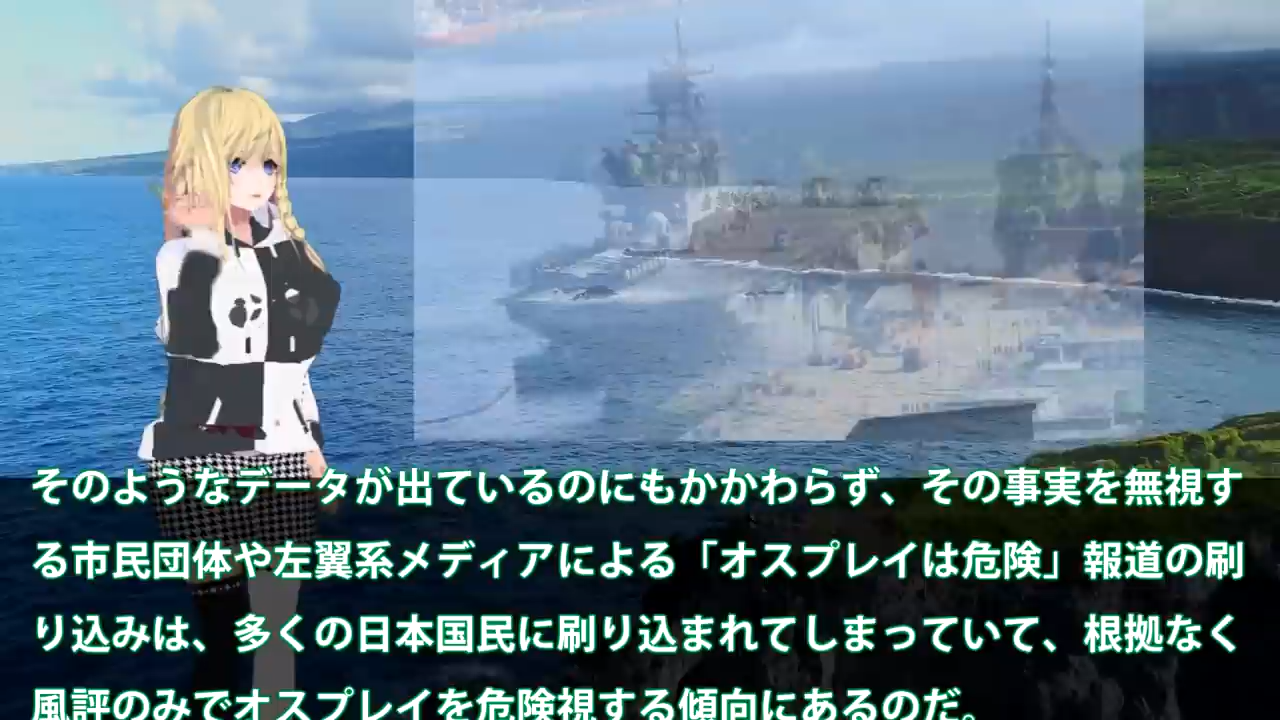 そのようなデータが出ているのにもかかわらず、その事実を無視す
る市民団体や左翼系メディアによる「オスプレイは危険」報道の刷
り込みは、多くの日本国民に刷り込まれてしまっていて、根拠なく
風評のみでオスプレイを危険視する傾向にあるのだ。